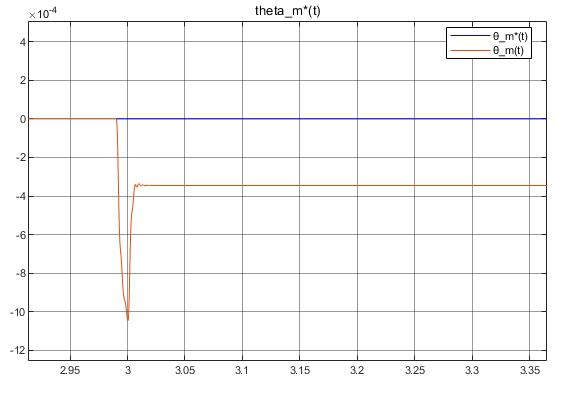 ×10⁻⁴
theta_m*(t)
θ_m*(t)
θ_m(t)
4
2
0
-2
-4
-6
-8
-10
-12
2.95 3 3.05 3.1 3.15 3.2 3.25 3.3 3.35